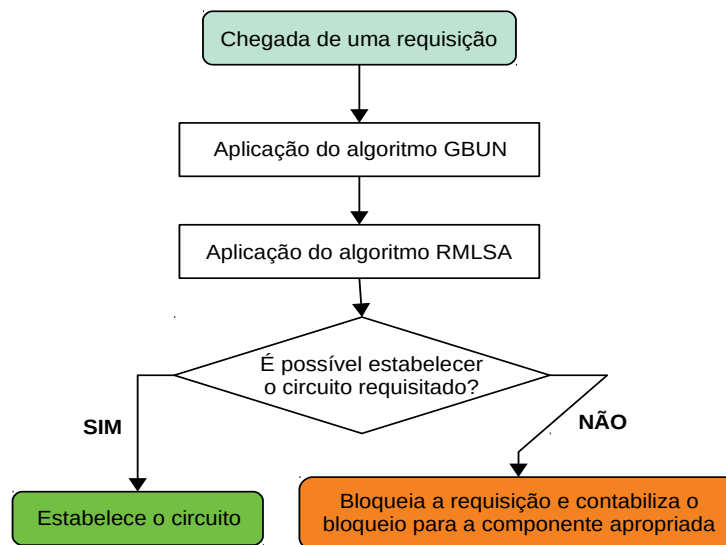 Chegada de uma requisição
Aplicação do algoritmo GBUN
Aplicação do algoritmo RMLSA
É possível estabelecer
o circuito requisitado?
SIM
NÃO
Estabelece o circuito
Bloqueia a requisição e contabiliza o
bloqueio para a componente apropriada